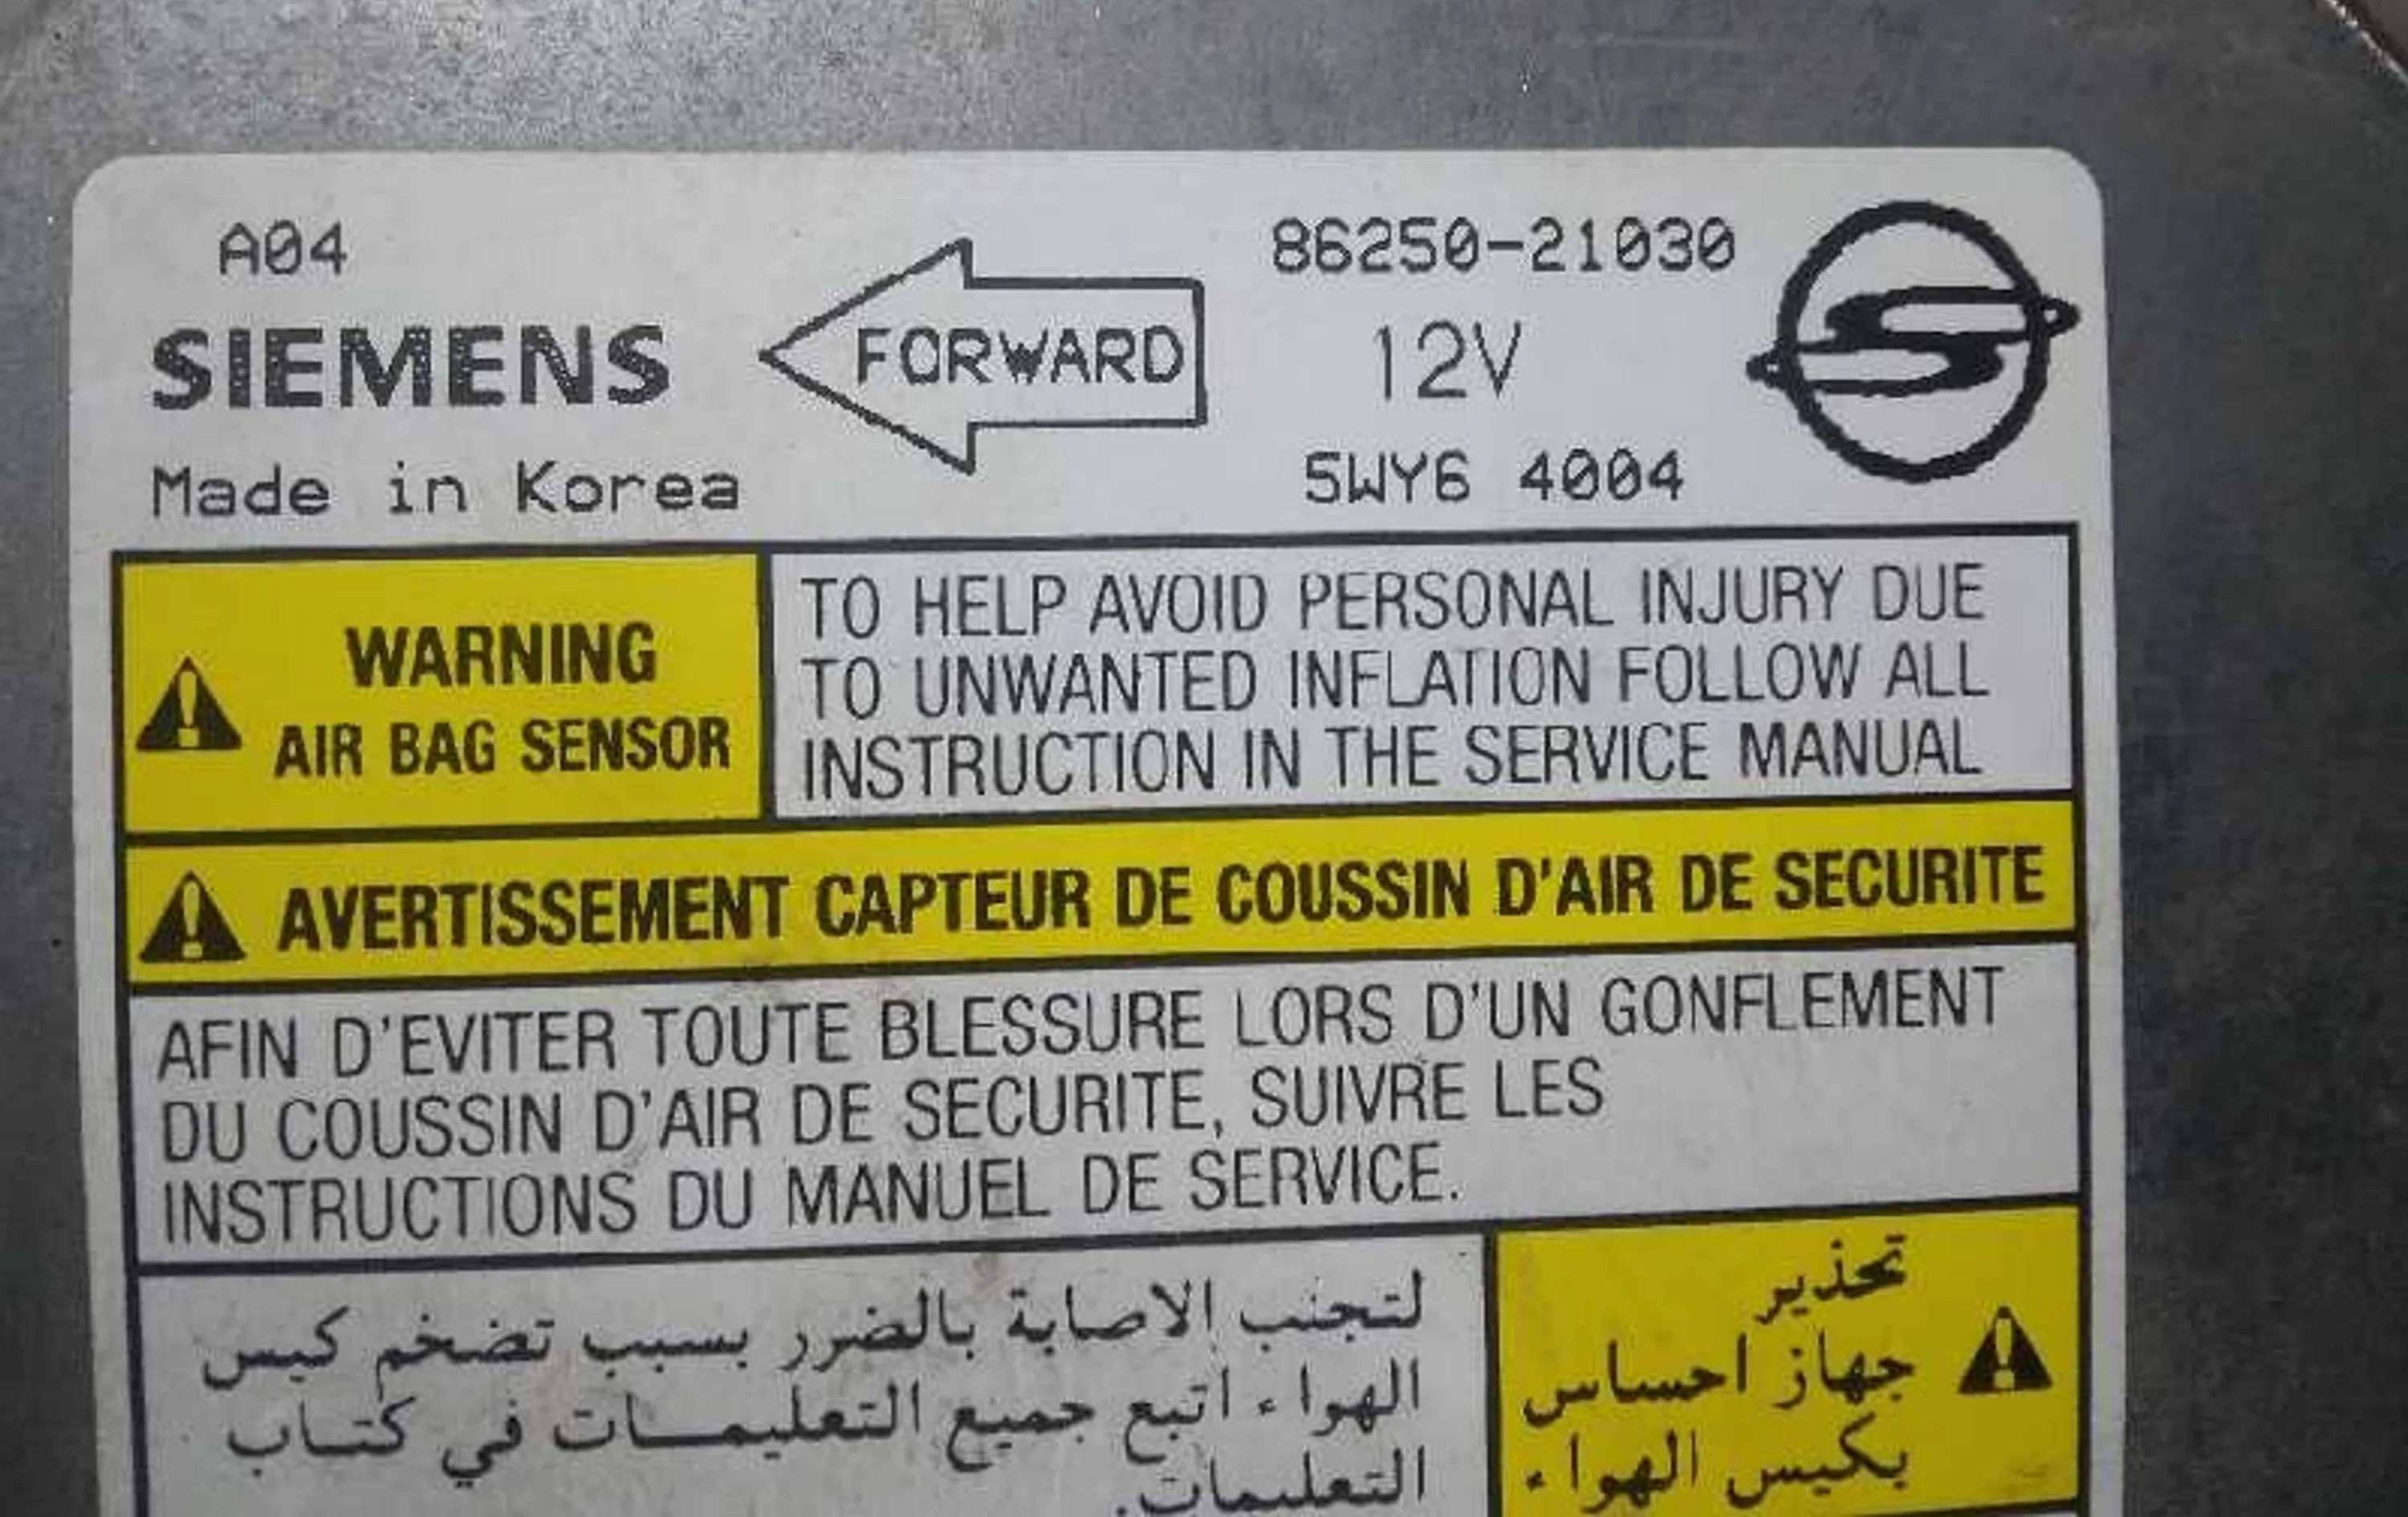 A04
SIEMENS
Made in Korea
FORWARD
86250-21030
12V
5WY6 4004
WARNING
AIR BAG SENSOR
TO HELP AVOID PERSONAL INJURY DUE
TO UNWANTED INFLATION FOLLOW ALL
INSTRUCTION IN THE SERVICE MANUAL
AVERTISSEMENT CAPTEUR DE COUSSIN D'AIR DE SECURITE
AFIN D'EVITER TOUTE BLESSURE LORS D'UN GONFLEMENT
DU COUSSIN D'AIR DE SECURITE, SUIVRE LES
INSTRUCTIONS DU MANUEL DE SERVICE.
تحذير
جهاز احساس
بكيس الهواء
لتجنب الاصابة بالضرر بسبب تضخم كيس
الهواء اتبع جميع التعليمات في كتاب
التعليمات.